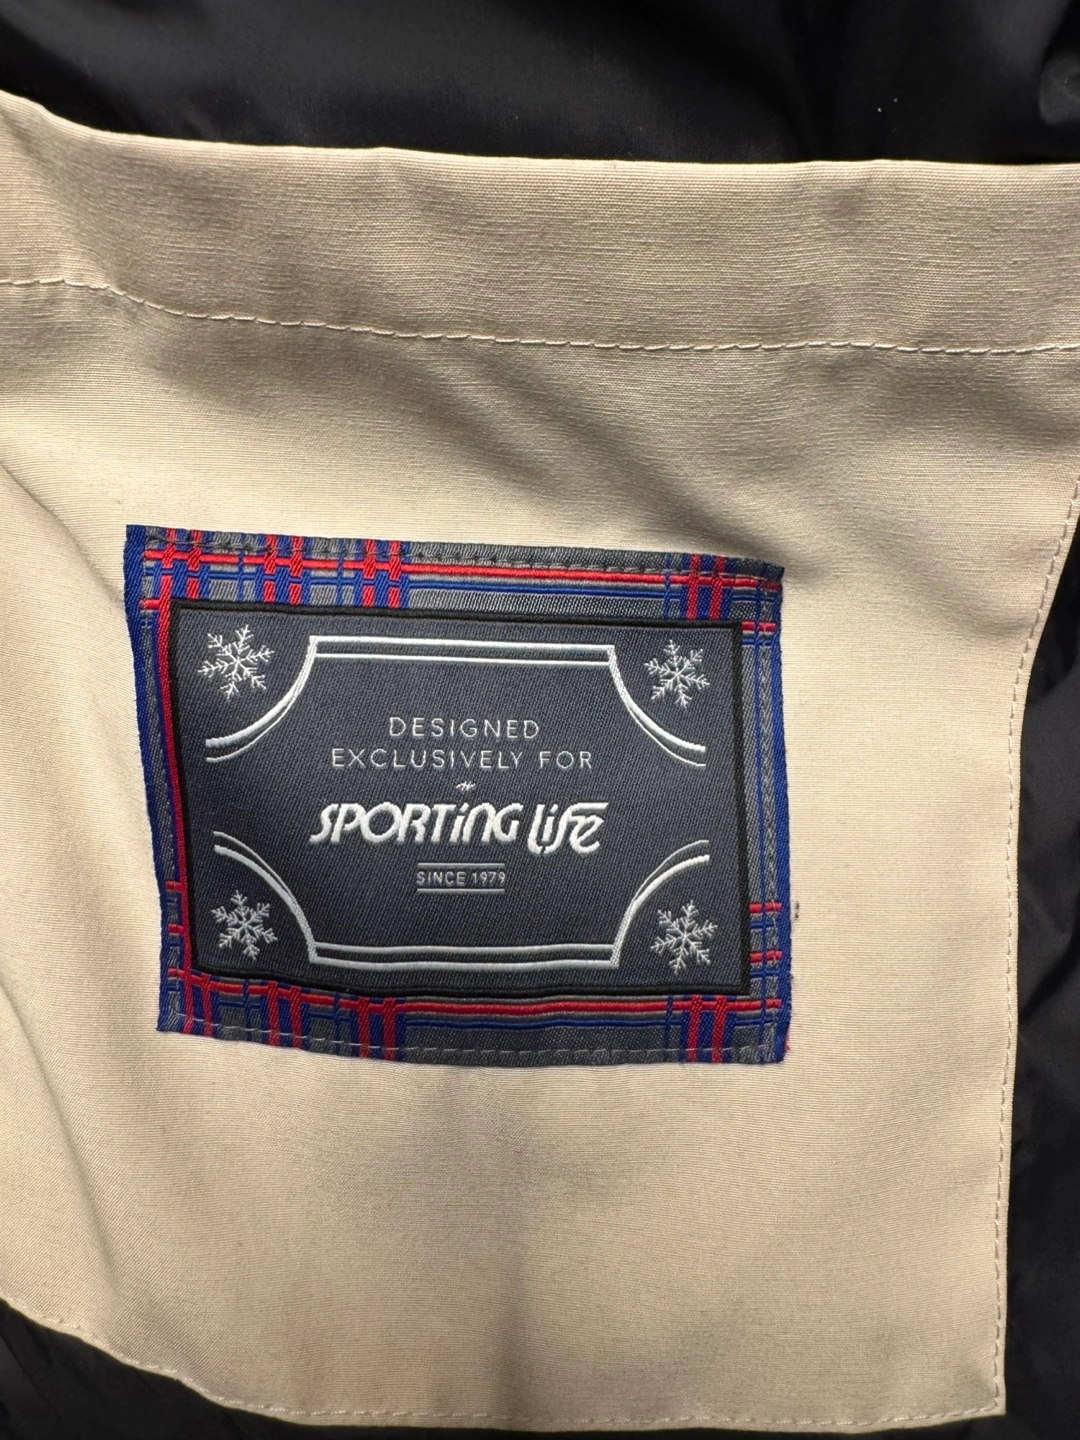 DESIGNED
EXCLUSIVELY FOR
SPORTING life
SINCE 1979